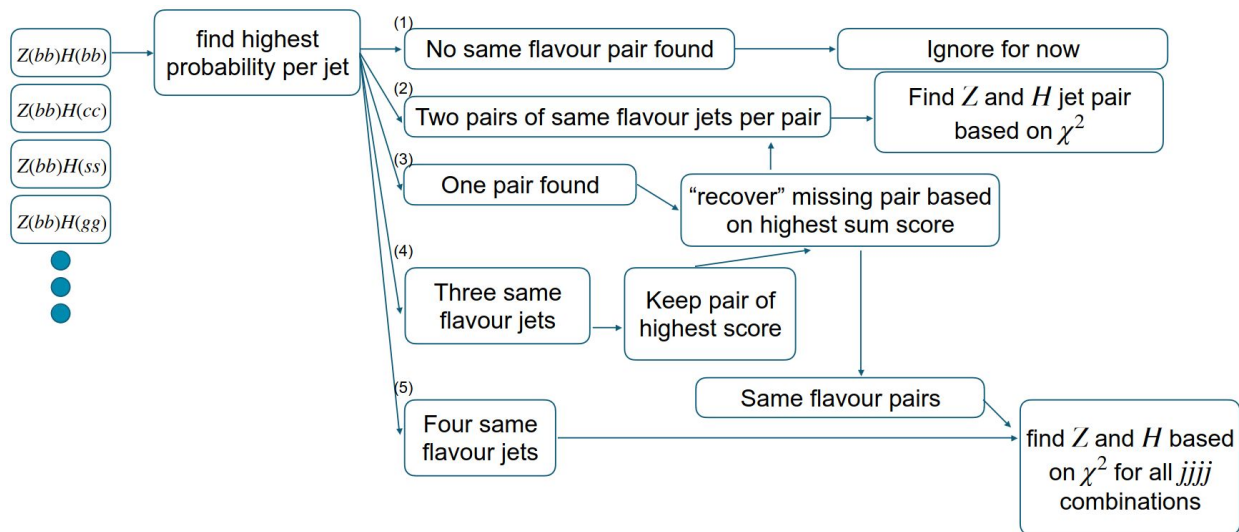 Z(bb)H(bb)
Z(bb)H(cc)
Z(bb)H(ss)
Z(bb)H(gg)
find highest
probability per jet
(1)
No same flavour pair found
Ignore for now
(2)
Two pairs of same flavour jets per pair
Find Z and H jet pair
based on χ²
(3)
One pair found
“recover” missing pair based
on highest sum score
(4)
Three same
flavour jets
Keep pair of
highest score
Same flavour pairs
(5)
Four same
flavour jets
find Z and H based
on χ² for all jjjj
combinations